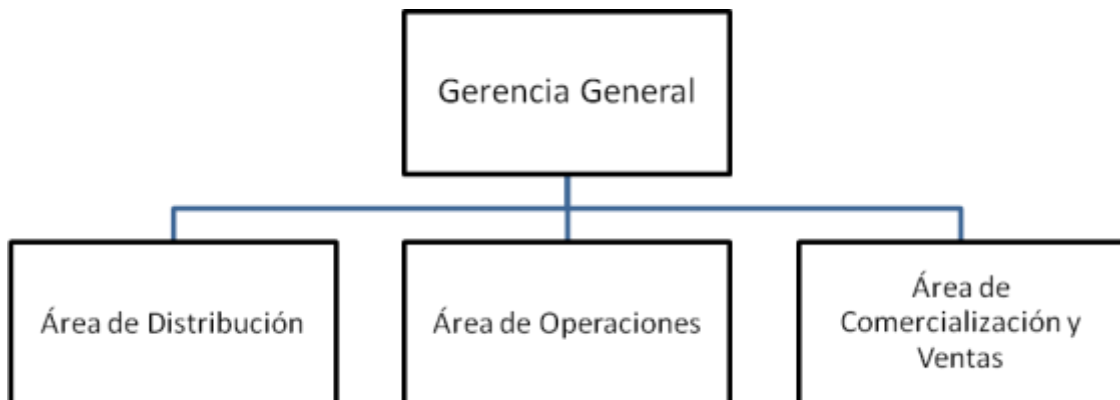 Gerencia General
Área de Distribución
Área de Operaciones
Área de
Comercialización y
Ventas